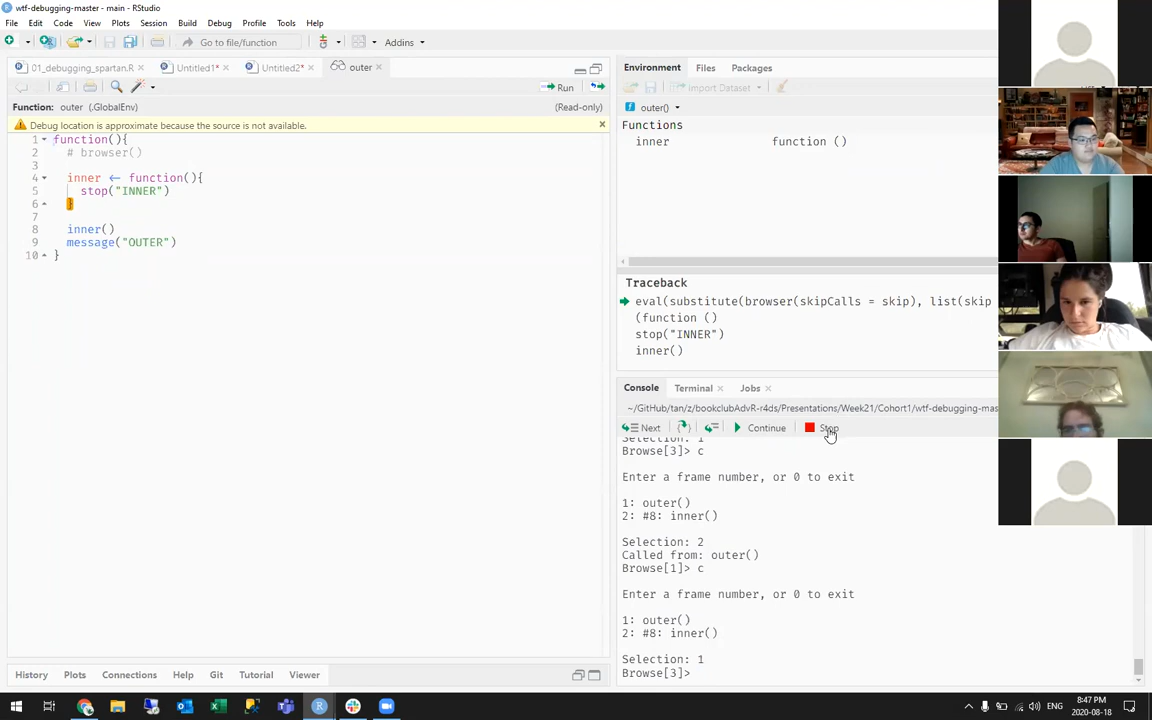 wtf-debugging-master - main - RStudio
File Edit Code View Plots Session Build Debug Profile Tools Help
Go to file/function Addins
01_debugging_spartan.R Untitled1* Untitled2* outer
Run
Function: outer (.GlobalEnv) (Read-only)
Debug location is approximate because the source is not available.
1 function(){
2 # browser()
3
4 inner <- function(){
5 stop("INNER")
6 }
7
8 inner()
9 message("OUTER")
10 }
History Plots Connections Help Git Tutorial Viewer
Environment Files Packages
Import Dataset
outer()
Functions
inner function ()
Traceback
eval(substitute(browser(skipCalls = skip), list(skip
(function ()
stop("INNER")
inner()
Console Terminal Jobs
~/GitHub/tan/z/bookclubAdvR-r4ds/Presentations/Week21/Cohort1/wtf-debugging-mas
Next Continue Stop
Selection: 1
Browse[3]> c
Enter a frame number, or 0 to exit
1: outer()
2: #8: inner()
Selection: 2
Called from: outer()
Browse[1]> c
Enter a frame number, or 0 to exit
1: outer()
2: #8: inner()
Selection: 1
Browse[3]>
ENG
8:47 PM
2020-08-18